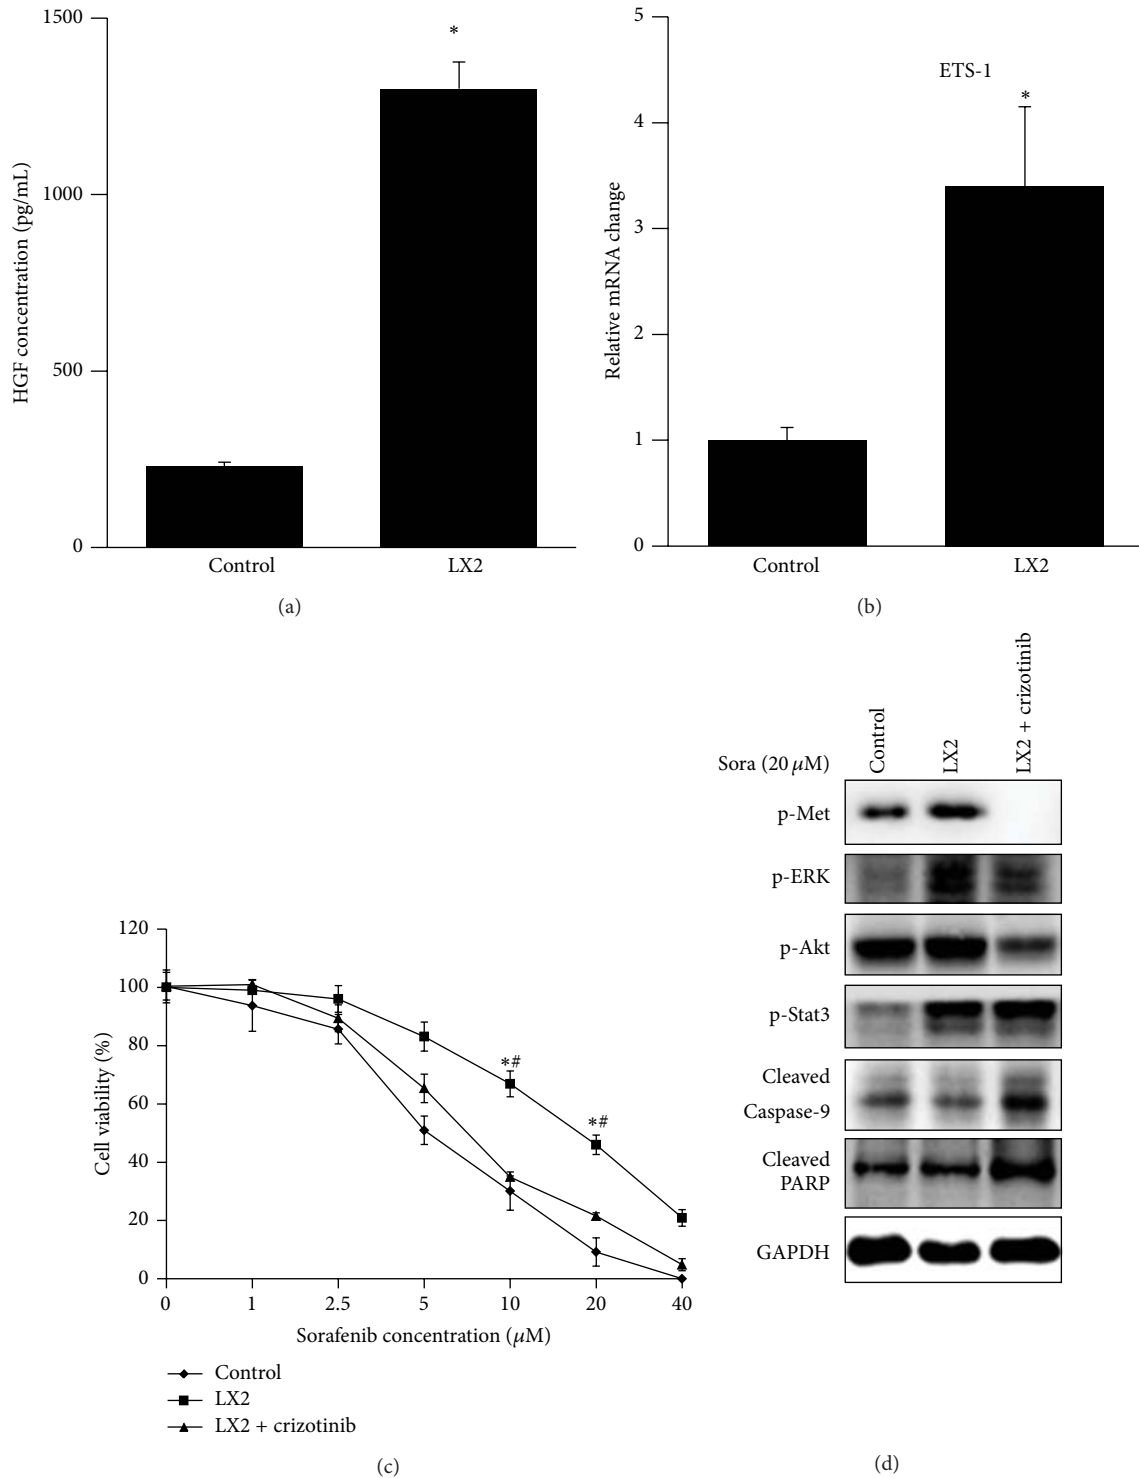 1500
1000
500
0
HGF concentration (pg/mL)
*
Control
LX2
(a)
5
4
3
2
1
0
Relative mRNA change
ETS-1
*
Control
LX2
(b)
120
100
80
60
40
20
0
Cell viability (%)
*#
*#
0 1 2.5 5 10 20 40
Sorafenib concentration (μM)
Control
LX2
LX2 + crizotinib
(c)
Control
LX2
LX2 + crizotinib
Sora (20 μM)
p-Met
p-ERK
p-Akt
p-Stat3
Cleaved
Caspase-9
Cleaved
PARP
GAPDH
(d)